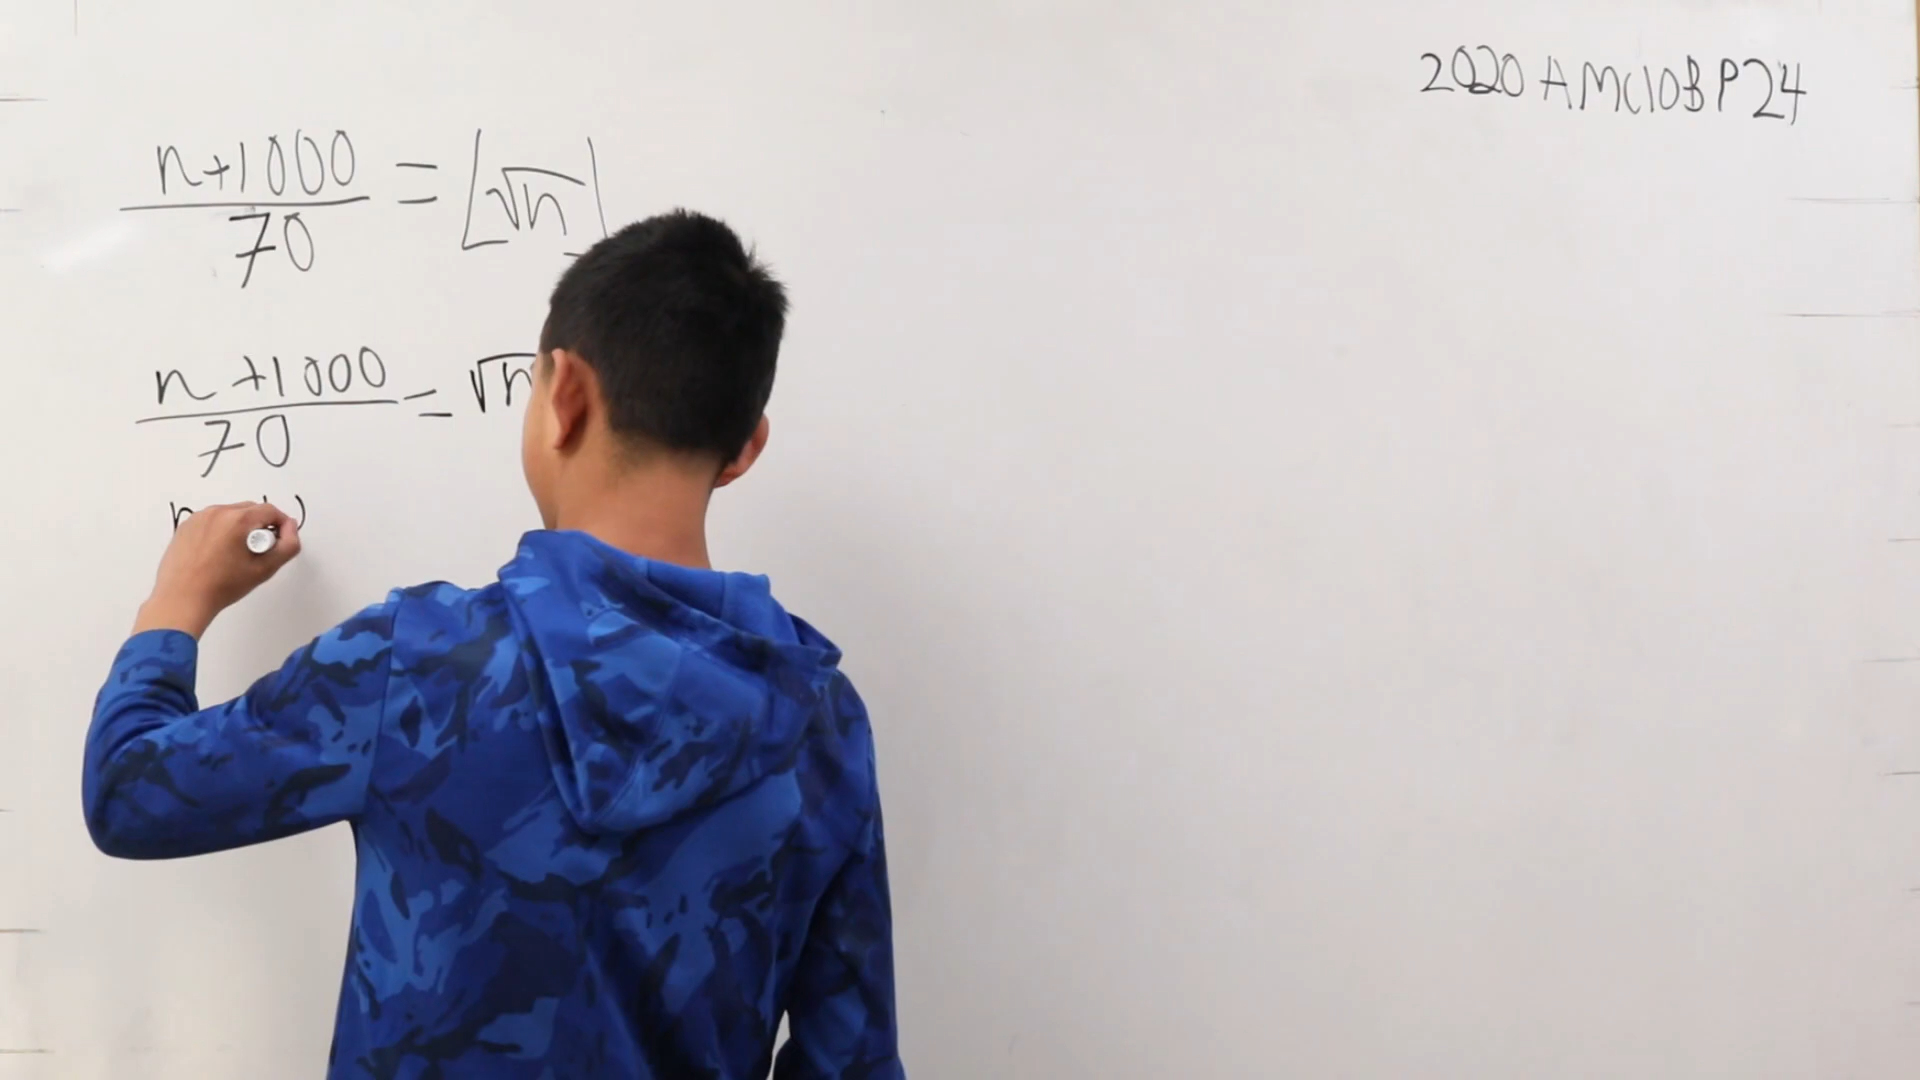 2020 AMC10B P24
n+1000/70 = ⌊√n⌋
n+1000/70 = √n
n